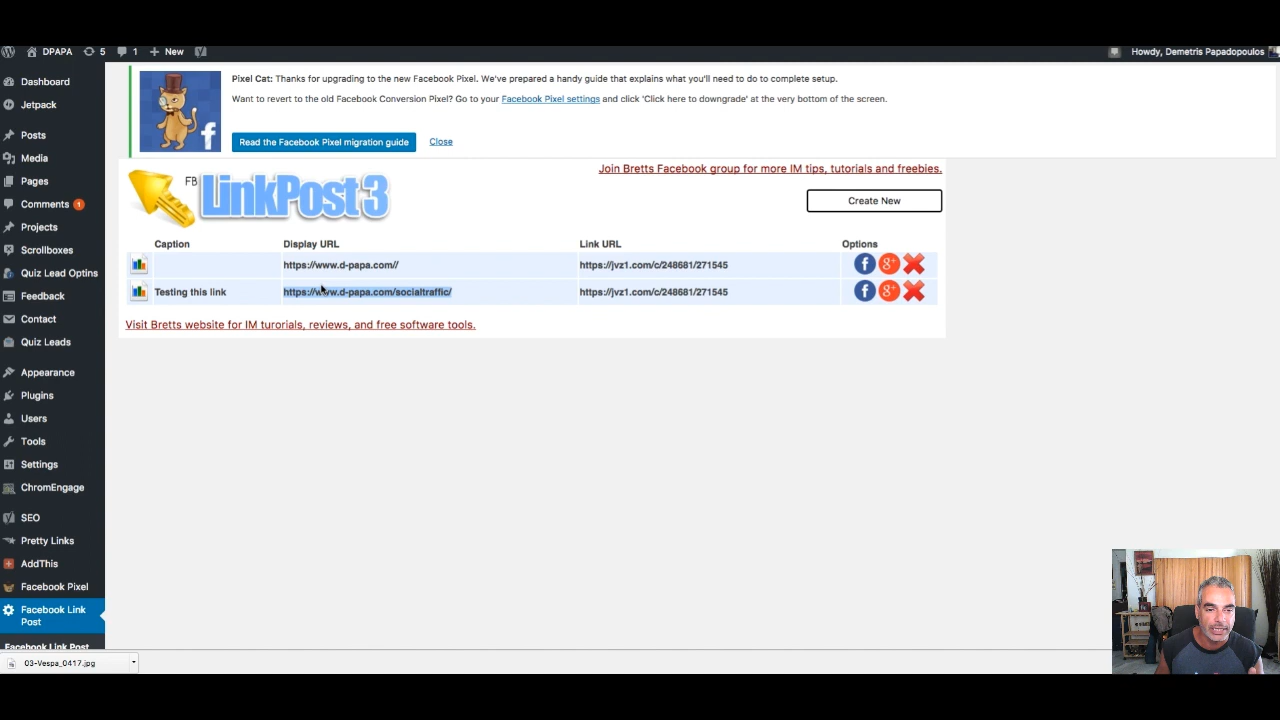 DPAPA 5 1 New Howdy, Demetris Papadopoulos
Dashboard
Jetpack
Posts
Media
Pages
Comments 1
Projects
Scrollboxes
Quiz Lead Optins
Feedback
Contact
Quiz Leads
Appearance
Plugins
Users
Tools
Settings
ChromEngage
SEO
Pretty Links
AddThis
Facebook Pixel
Facebook Link
Post
Facebook Link Post
Pixel Cat: Thanks for upgrading to the new Facebook Pixel. We've prepared a handy guide that explains what you'll need to do to complete setup.
Want to revert to the old Facebook Conversion Pixel? Go to your Facebook Pixel settings and click 'Click here to downgrade' at the very bottom of the screen.
Read the Facebook Pixel migration guide Close
FB LinkPost 3
Join Bretts Facebook group for more IM tips, tutorials and freebies.
Create New
Caption Display URL Link URL Options
https://www.d-papa.com// https://jvz1.com/c/248681/271545
Testing this link https://www.d-papa.com/socialtraffic/ https://jvz1.com/c/248681/271545
Visit Bretts website for IM turorials, reviews, and free software tools.
03-Vespa_0417.jpg